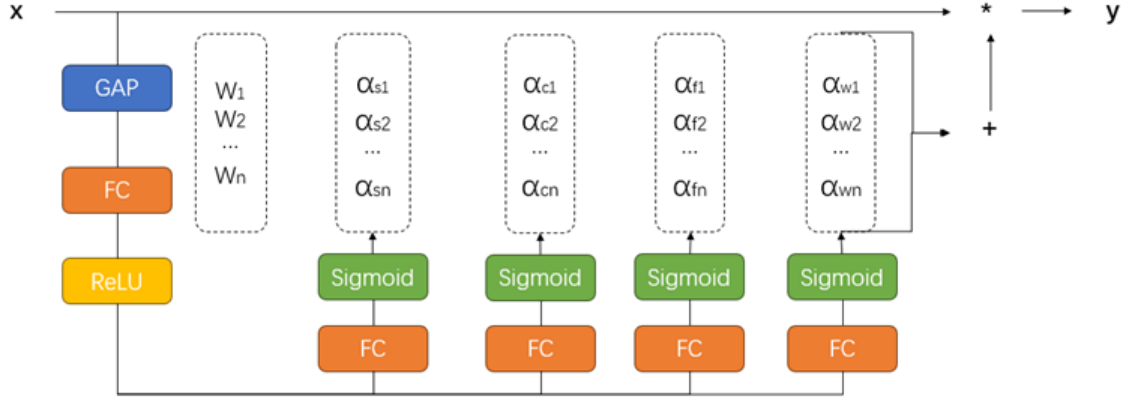 x * y
GAP
FC
ReLU
W1
W2
...
Wn
αs1
αs2
...
αsn
Sigmoid
FC
αc1
αc2
...
αcn
Sigmoid
FC
αf1
αf2
...
αfn
Sigmoid
FC
αw1
αw2
...
αwn
Sigmoid
FC
+